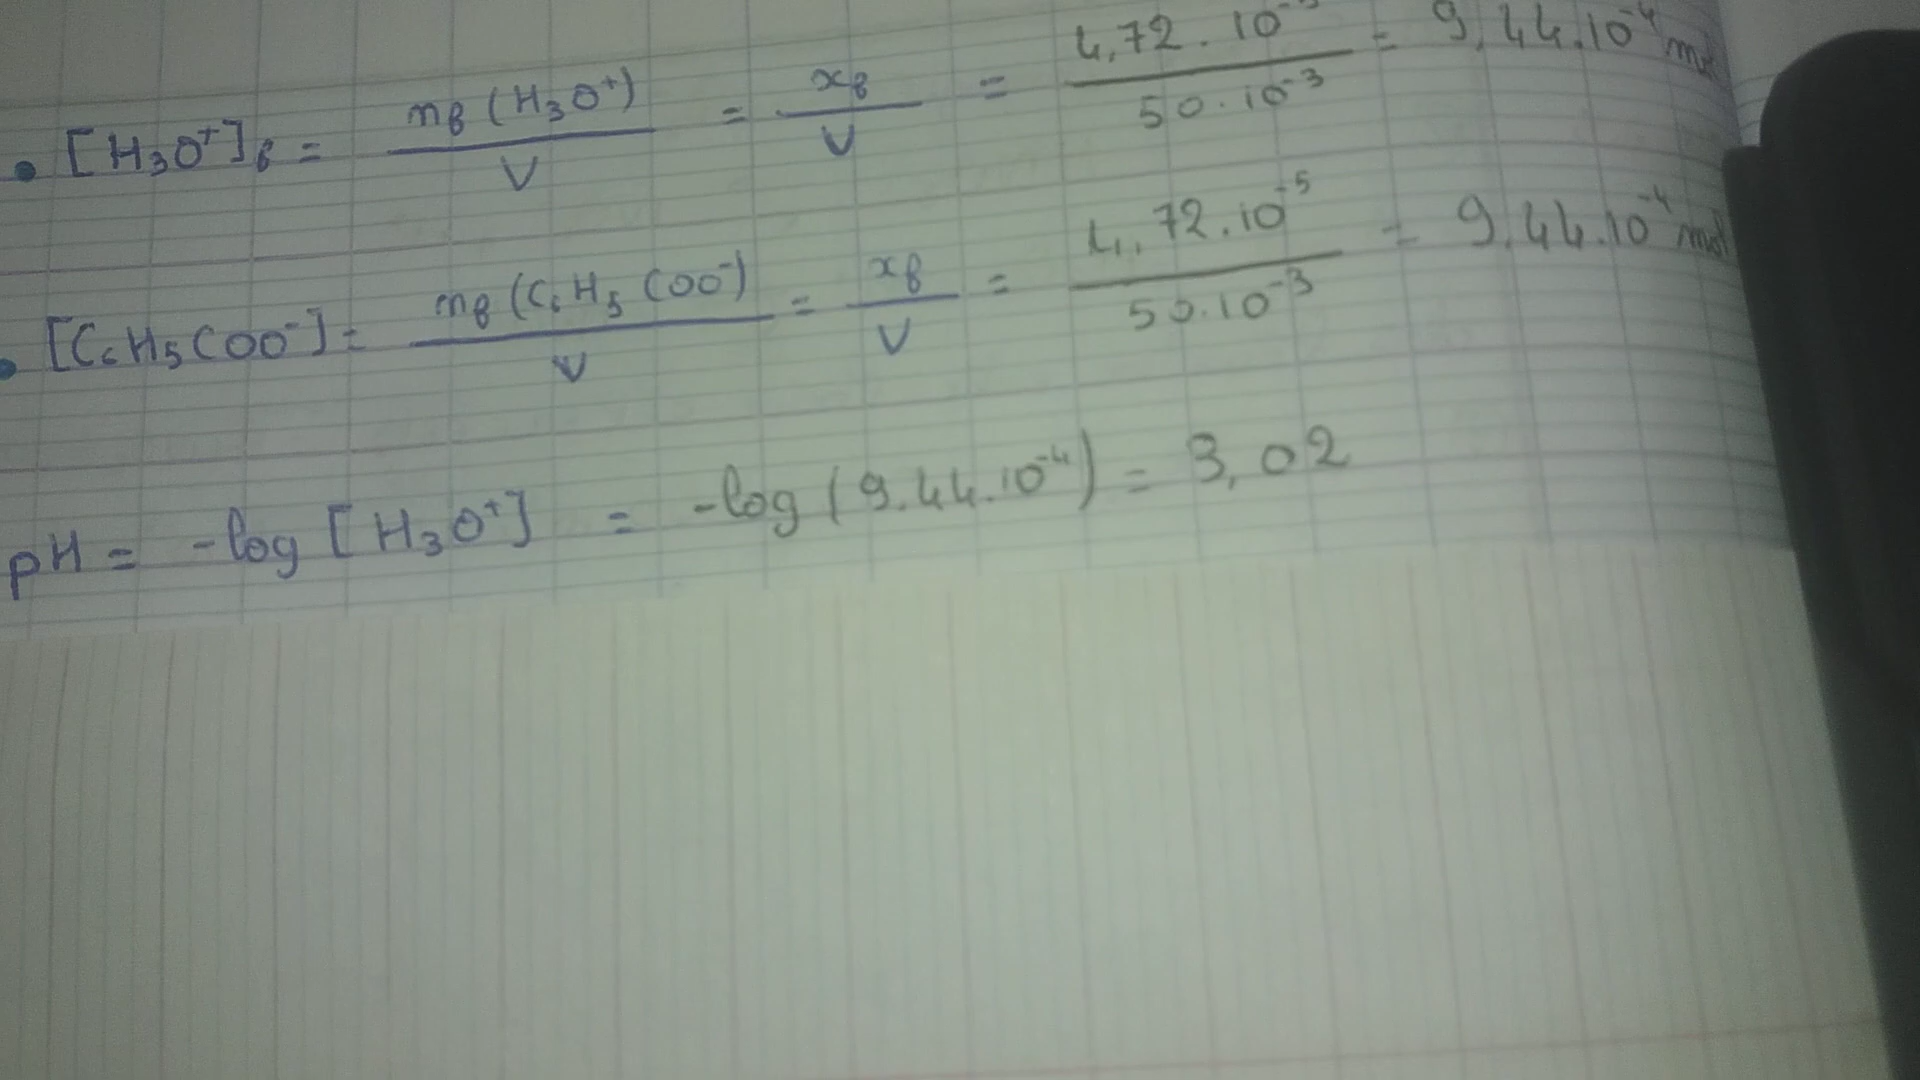 • [H₃O⁺]f = nf (H₃O⁺) / V = xf / V = 4,72 . 10⁻⁵ / 50 . 10⁻³ = 9,44.10⁻⁴
• [C₆H₅COO⁻] = nf (C₆H₅COO⁻) / V = xf / V = 4,72.10⁻⁵ / 50.10⁻³ = 9,44.10⁻⁴ mol
pH = -log [H₃O⁺] = -log (9.44.10⁻⁴) = 3,02